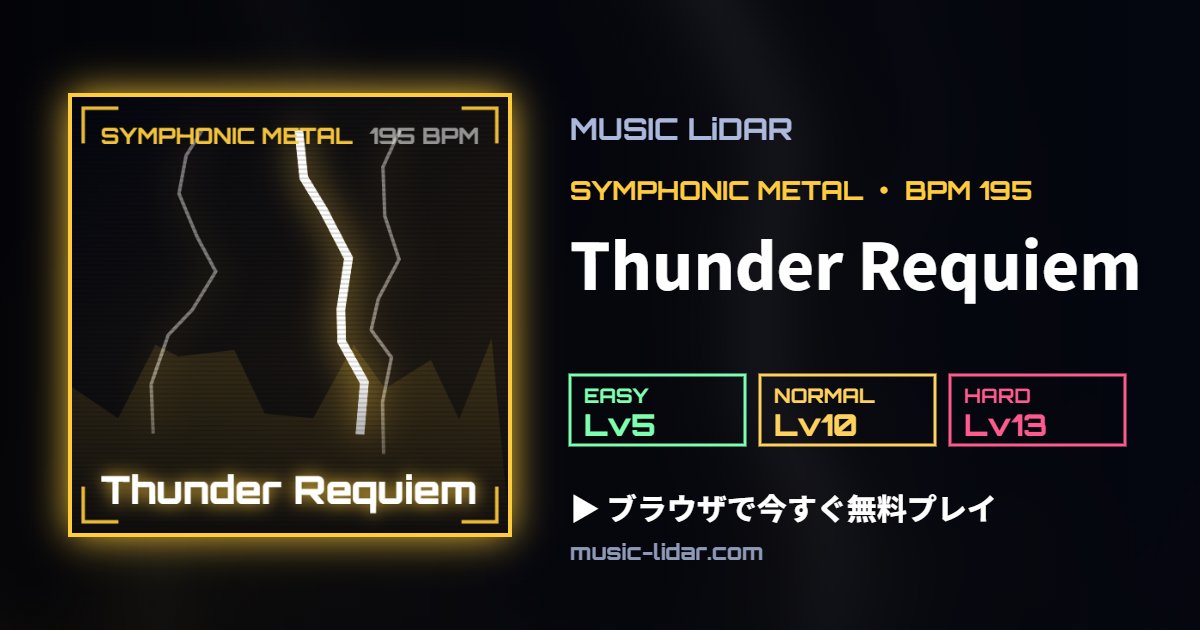 SYMPHONIC METAL 195 BPM
Thunder Requiem
MUSIC LiDAR
SYMPHONIC METAL • BPM 195
Thunder Requiem
EASY
Lv5
NORMAL
Lv10
HARD
Lv13
▶ ブラウザで今すぐ無料プレイ
music-lidar.com